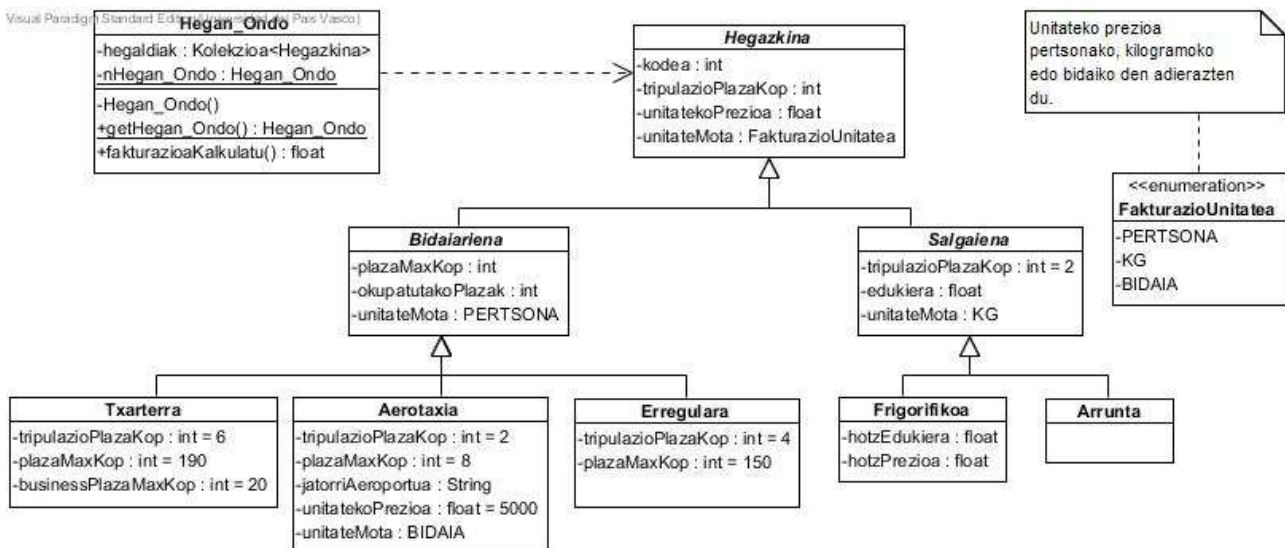 Visual Paradigm Standard Edition(Universidad del Pais Vasco)
Hegan_Ondo
-hegaldiak : Kolekzioa<Hegazkina>
-nHegan_Ondo : Hegan_Ondo
-Hegan_Ondo()
+getHegan_Ondo() : Hegan_Ondo
+fakturazioaKalkulatu() : float
Hegazkina
-kodea : int
-tripulazioPlazaKop : int
-unitatekoPrezioa : float
-unitateMota : FakturazioUnitatea
Unitateko prezioa
pertsonako, kilogramoko
edo bidaiko den adierazten
du.
<<enumeration>>
FakturazioUnitatea
-PERTSONA
-KG
-BIDAIA
Bidaiariena
-plazaMaxKop : int
-okupatutakoPlazak : int
-unitateMota : PERTSONA
Salgaiena
-tripulazioPlazaKop : int = 2
-edukiera : float
-unitateMota : KG
Txarterra
-tripulazioPlazaKop : int = 6
-plazaMaxKop : int = 190
-businessPlazaMaxKop : int = 20
Aerotaxia
-tripulazioPlazaKop : int = 2
-plazaMaxKop : int = 8
-jatorriAeroportua : String
-unitatekoPrezioa : float = 5000
-unitateMota : BIDAIA
Erregulara
-tripulazioPlazaKop : int = 4
-plazaMaxKop : int = 150
Frigorifikoa
-hotzEdukiera : float
-hotzPrezioa : float
Arrunta